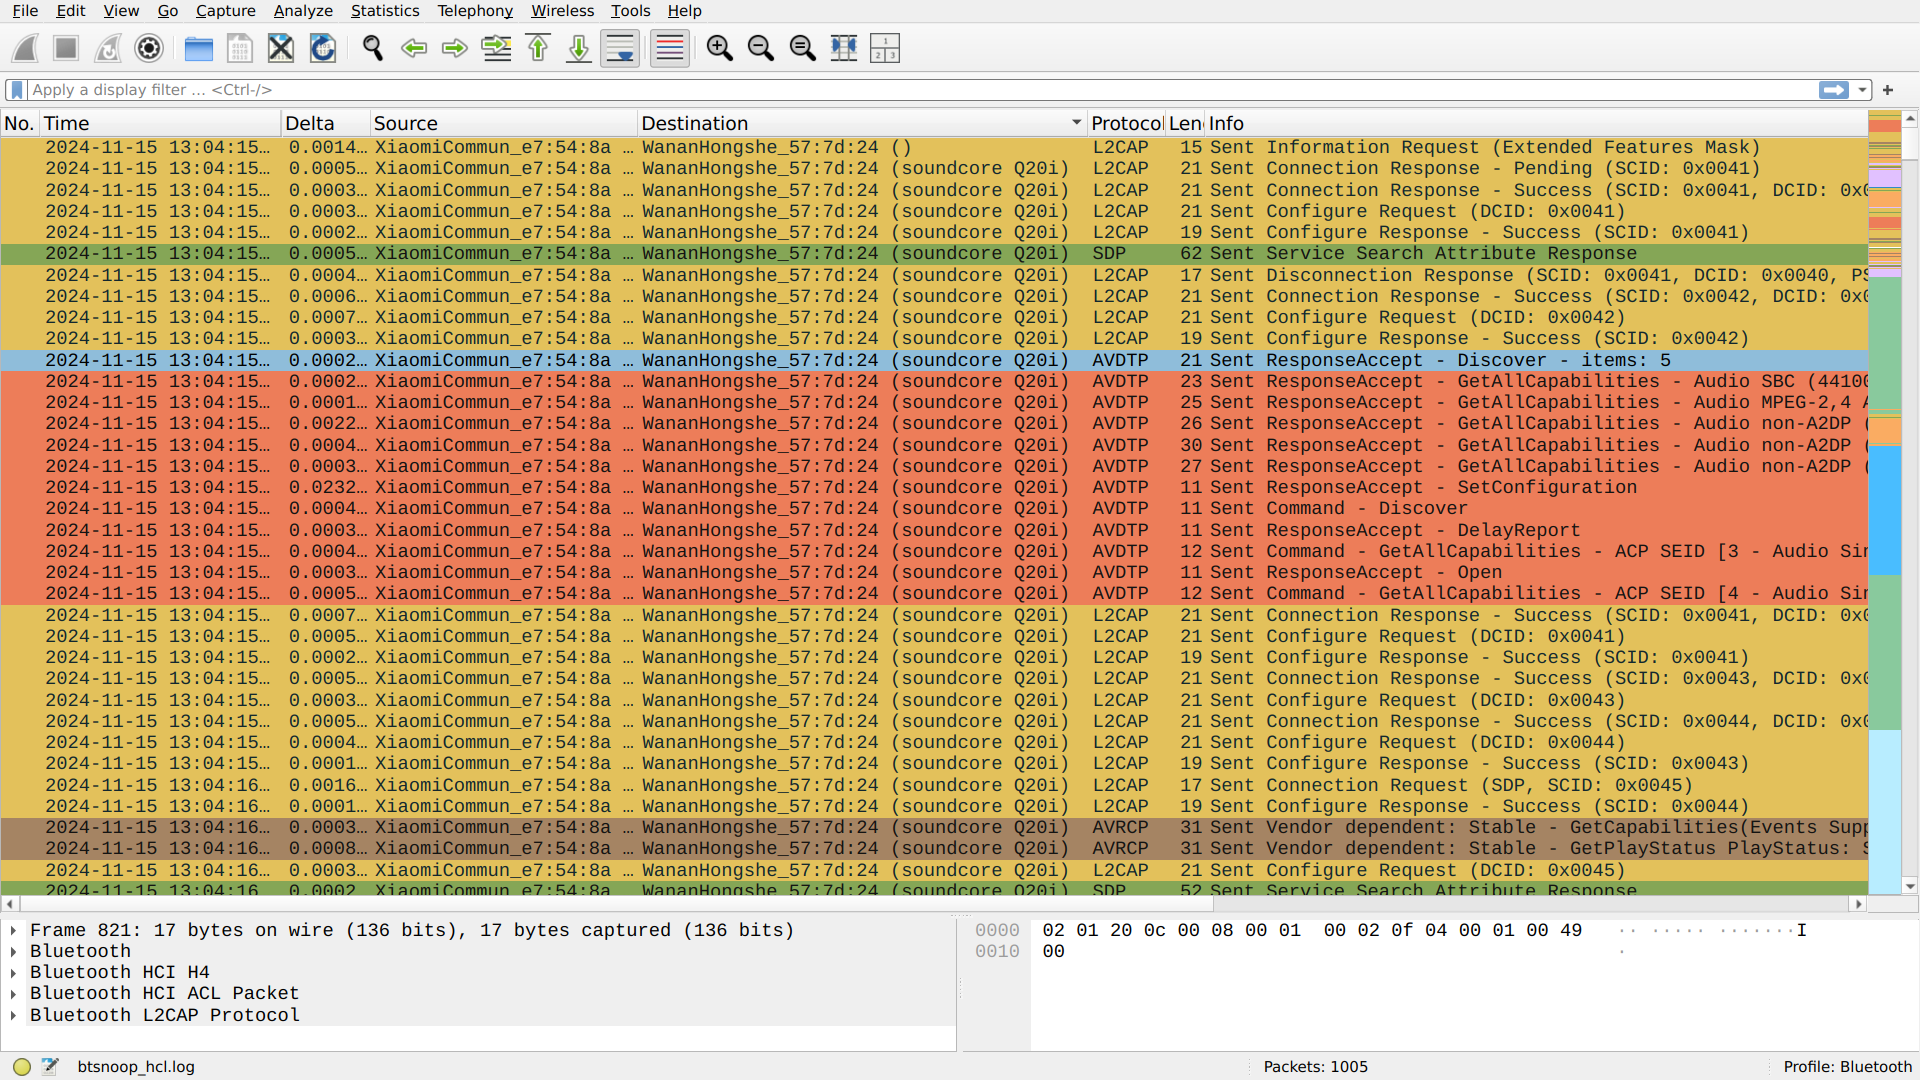 File Edit View Go Capture Analyze Statistics Telephony Wireless Tools Help
Apply a display filter … <Ctrl-/>
No. Time Delta Source Destination Protocol Len Info
2024-11-15 13:04:15… 0.0014… XiaomiCommun_e7:54:8a … WananHongshe_57:7d:24 () L2CAP 15 Sent Information Request (Extended Features Mask)
2024-11-15 13:04:15… 0.0005… XiaomiCommun_e7:54:8a … WananHongshe_57:7d:24 (soundcore Q20i) L2CAP 21 Sent Connection Response - Pending (SCID: 0x0041)
2024-11-15 13:04:15… 0.0003… XiaomiCommun_e7:54:8a … WananHongshe_57:7d:24 (soundcore Q20i) L2CAP 21 Sent Connection Response - Success (SCID: 0x0041, DCID: 0x0
2024-11-15 13:04:15… 0.0003… XiaomiCommun_e7:54:8a … WananHongshe_57:7d:24 (soundcore Q20i) L2CAP 21 Sent Configure Request (DCID: 0x0041)
2024-11-15 13:04:15… 0.0002… XiaomiCommun_e7:54:8a … WananHongshe_57:7d:24 (soundcore Q20i) L2CAP 19 Sent Configure Response - Success (SCID: 0x0041)
2024-11-15 13:04:15… 0.0005… XiaomiCommun_e7:54:8a … WananHongshe_57:7d:24 (soundcore Q20i) SDP 62 Sent Service Search Attribute Response
2024-11-15 13:04:15… 0.0004… XiaomiCommun_e7:54:8a … WananHongshe_57:7d:24 (soundcore Q20i) L2CAP 17 Sent Disconnection Response (SCID: 0x0041, DCID: 0x0040, PS
2024-11-15 13:04:15… 0.0006… XiaomiCommun_e7:54:8a … WananHongshe_57:7d:24 (soundcore Q20i) L2CAP 21 Sent Connection Response - Success (SCID: 0x0042, DCID: 0x0
2024-11-15 13:04:15… 0.0007… XiaomiCommun_e7:54:8a … WananHongshe_57:7d:24 (soundcore Q20i) L2CAP 21 Sent Configure Request (DCID: 0x0042)
2024-11-15 13:04:15… 0.0003… XiaomiCommun_e7:54:8a … WananHongshe_57:7d:24 (soundcore Q20i) L2CAP 19 Sent Configure Response - Success (SCID: 0x0042)
2024-11-15 13:04:15… 0.0002… XiaomiCommun_e7:54:8a … WananHongshe_57:7d:24 (soundcore Q20i) AVDTP 21 Sent ResponseAccept - Discover - items: 5
2024-11-15 13:04:15… 0.0002… XiaomiCommun_e7:54:8a … WananHongshe_57:7d:24 (soundcore Q20i) AVDTP 23 Sent ResponseAccept - GetAllCapabilities - Audio SBC (44100
2024-11-15 13:04:15… 0.0001… XiaomiCommun_e7:54:8a … WananHongshe_57:7d:24 (soundcore Q20i) AVDTP 25 Sent ResponseAccept - GetAllCapabilities - Audio MPEG-2,4 A
2024-11-15 13:04:15… 0.0022… XiaomiCommun_e7:54:8a … WananHongshe_57:7d:24 (soundcore Q20i) AVDTP 26 Sent ResponseAccept - GetAllCapabilities - Audio non-A2DP (
2024-11-15 13:04:15… 0.0004… XiaomiCommun_e7:54:8a … WananHongshe_57:7d:24 (soundcore Q20i) AVDTP 30 Sent ResponseAccept - GetAllCapabilities - Audio non-A2DP (
2024-11-15 13:04:15… 0.0003… XiaomiCommun_e7:54:8a … WananHongshe_57:7d:24 (soundcore Q20i) AVDTP 27 Sent ResponseAccept - GetAllCapabilities - Audio non-A2DP (
2024-11-15 13:04:15… 0.0232… XiaomiCommun_e7:54:8a … WananHongshe_57:7d:24 (soundcore Q20i) AVDTP 11 Sent ResponseAccept - SetConfiguration
2024-11-15 13:04:15… 0.0004… XiaomiCommun_e7:54:8a … WananHongshe_57:7d:24 (soundcore Q20i) AVDTP 11 Sent Command - Discover
2024-11-15 13:04:15… 0.0003… XiaomiCommun_e7:54:8a … WananHongshe_57:7d:24 (soundcore Q20i) AVDTP 11 Sent ResponseAccept - DelayReport
2024-11-15 13:04:15… 0.0004… XiaomiCommun_e7:54:8a … WananHongshe_57:7d:24 (soundcore Q20i) AVDTP 12 Sent Command - GetAllCapabilities - ACP SEID [3 - Audio Sin
2024-11-15 13:04:15… 0.0003… XiaomiCommun_e7:54:8a … WananHongshe_57:7d:24 (soundcore Q20i) AVDTP 11 Sent ResponseAccept - Open
2024-11-15 13:04:15… 0.0005… XiaomiCommun_e7:54:8a … WananHongshe_57:7d:24 (soundcore Q20i) AVDTP 12 Sent Command - GetAllCapabilities - ACP SEID [4 - Audio Sin
2024-11-15 13:04:15… 0.0007… XiaomiCommun_e7:54:8a … WananHongshe_57:7d:24 (soundcore Q20i) L2CAP 21 Sent Connection Response - Success (SCID: 0x0041, DCID: 0x0
2024-11-15 13:04:15… 0.0005… XiaomiCommun_e7:54:8a … WananHongshe_57:7d:24 (soundcore Q20i) L2CAP 21 Sent Configure Request (DCID: 0x0041)
2024-11-15 13:04:15… 0.0002… XiaomiCommun_e7:54:8a … WananHongshe_57:7d:24 (soundcore Q20i) L2CAP 19 Sent Configure Response - Success (SCID: 0x0041)
2024-11-15 13:04:15… 0.0005… XiaomiCommun_e7:54:8a … WananHongshe_57:7d:24 (soundcore Q20i) L2CAP 21 Sent Connection Response - Success (SCID: 0x0043, DCID: 0x0
2024-11-15 13:04:15… 0.0003… XiaomiCommun_e7:54:8a … WananHongshe_57:7d:24 (soundcore Q20i) L2CAP 21 Sent Configure Request (DCID: 0x0043)
2024-11-15 13:04:15… 0.0005… XiaomiCommun_e7:54:8a … WananHongshe_57:7d:24 (soundcore Q20i) L2CAP 21 Sent Connection Response - Success (SCID: 0x0044, DCID: 0x0
2024-11-15 13:04:15… 0.0004… XiaomiCommun_e7:54:8a … WananHongshe_57:7d:24 (soundcore Q20i) L2CAP 21 Sent Configure Request (DCID: 0x0044)
2024-11-15 13:04:15… 0.0001… XiaomiCommun_e7:54:8a … WananHongshe_57:7d:24 (soundcore Q20i) L2CAP 19 Sent Configure Response - Success (SCID: 0x0043)
2024-11-15 13:04:16… 0.0016… XiaomiCommun_e7:54:8a … WananHongshe_57:7d:24 (soundcore Q20i) L2CAP 17 Sent Connection Request (SDP, SCID: 0x0045)
2024-11-15 13:04:16… 0.0001… XiaomiCommun_e7:54:8a … WananHongshe_57:7d:24 (soundcore Q20i) L2CAP 19 Sent Configure Response - Success (SCID: 0x0044)
2024-11-15 13:04:16… 0.0003… XiaomiCommun_e7:54:8a … WananHongshe_57:7d:24 (soundcore Q20i) AVRCP 31 Sent Vendor dependent: Stable - GetCapabilities(Events Supp
2024-11-15 13:04:16… 0.0008… XiaomiCommun_e7:54:8a … WananHongshe_57:7d:24 (soundcore Q20i) AVRCP 31 Sent Vendor dependent: Stable - GetPlayStatus PlayStatus: S
2024-11-15 13:04:16… 0.0003… XiaomiCommun_e7:54:8a … WananHongshe_57:7d:24 (soundcore Q20i) L2CAP 21 Sent Configure Request (DCID: 0x0045)
2024-11-15 13:04:16… 0.0002… XiaomiCommun_e7:54:8a … WananHongshe_57:7d:24 (soundcore Q20i) SDP 52 Sent Service Search Attribute Response
Frame 821: 17 bytes on wire (136 bits), 17 bytes captured (136 bits)
Bluetooth
Bluetooth HCI H4
Bluetooth HCI ACL Packet
Bluetooth L2CAP Protocol
0000 02 01 20 0c 00 08 00 01 00 02 0f 04 00 01 00 49 ·· ····· ·······I
0010 00 ·
btsnoop_hcl.log Packets: 1005 Profile: Bluetooth